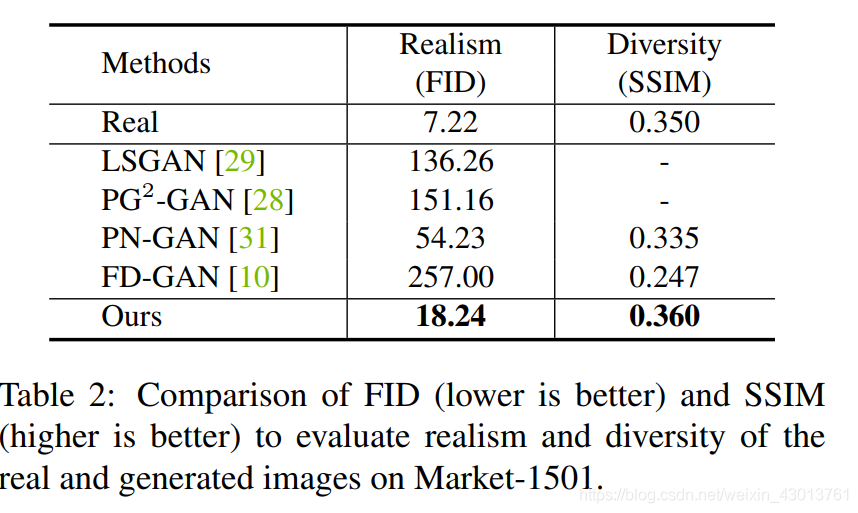 Methods Realism (FID) Diversity (SSIM)
Real 7.22 0.350
LSGAN [29] 136.26 -
PG²-GAN [28] 151.16 -
PN-GAN [31] 54.23 0.335
FD-GAN [10] 257.00 0.247
Ours 18.24 0.360
Table 2: Comparison of FID (lower is better) and SSIM
(higher is better) to evaluate realism and diversity of the
real and generated images on Market-1501.
https://blog.csdn.net/weixin_43013761